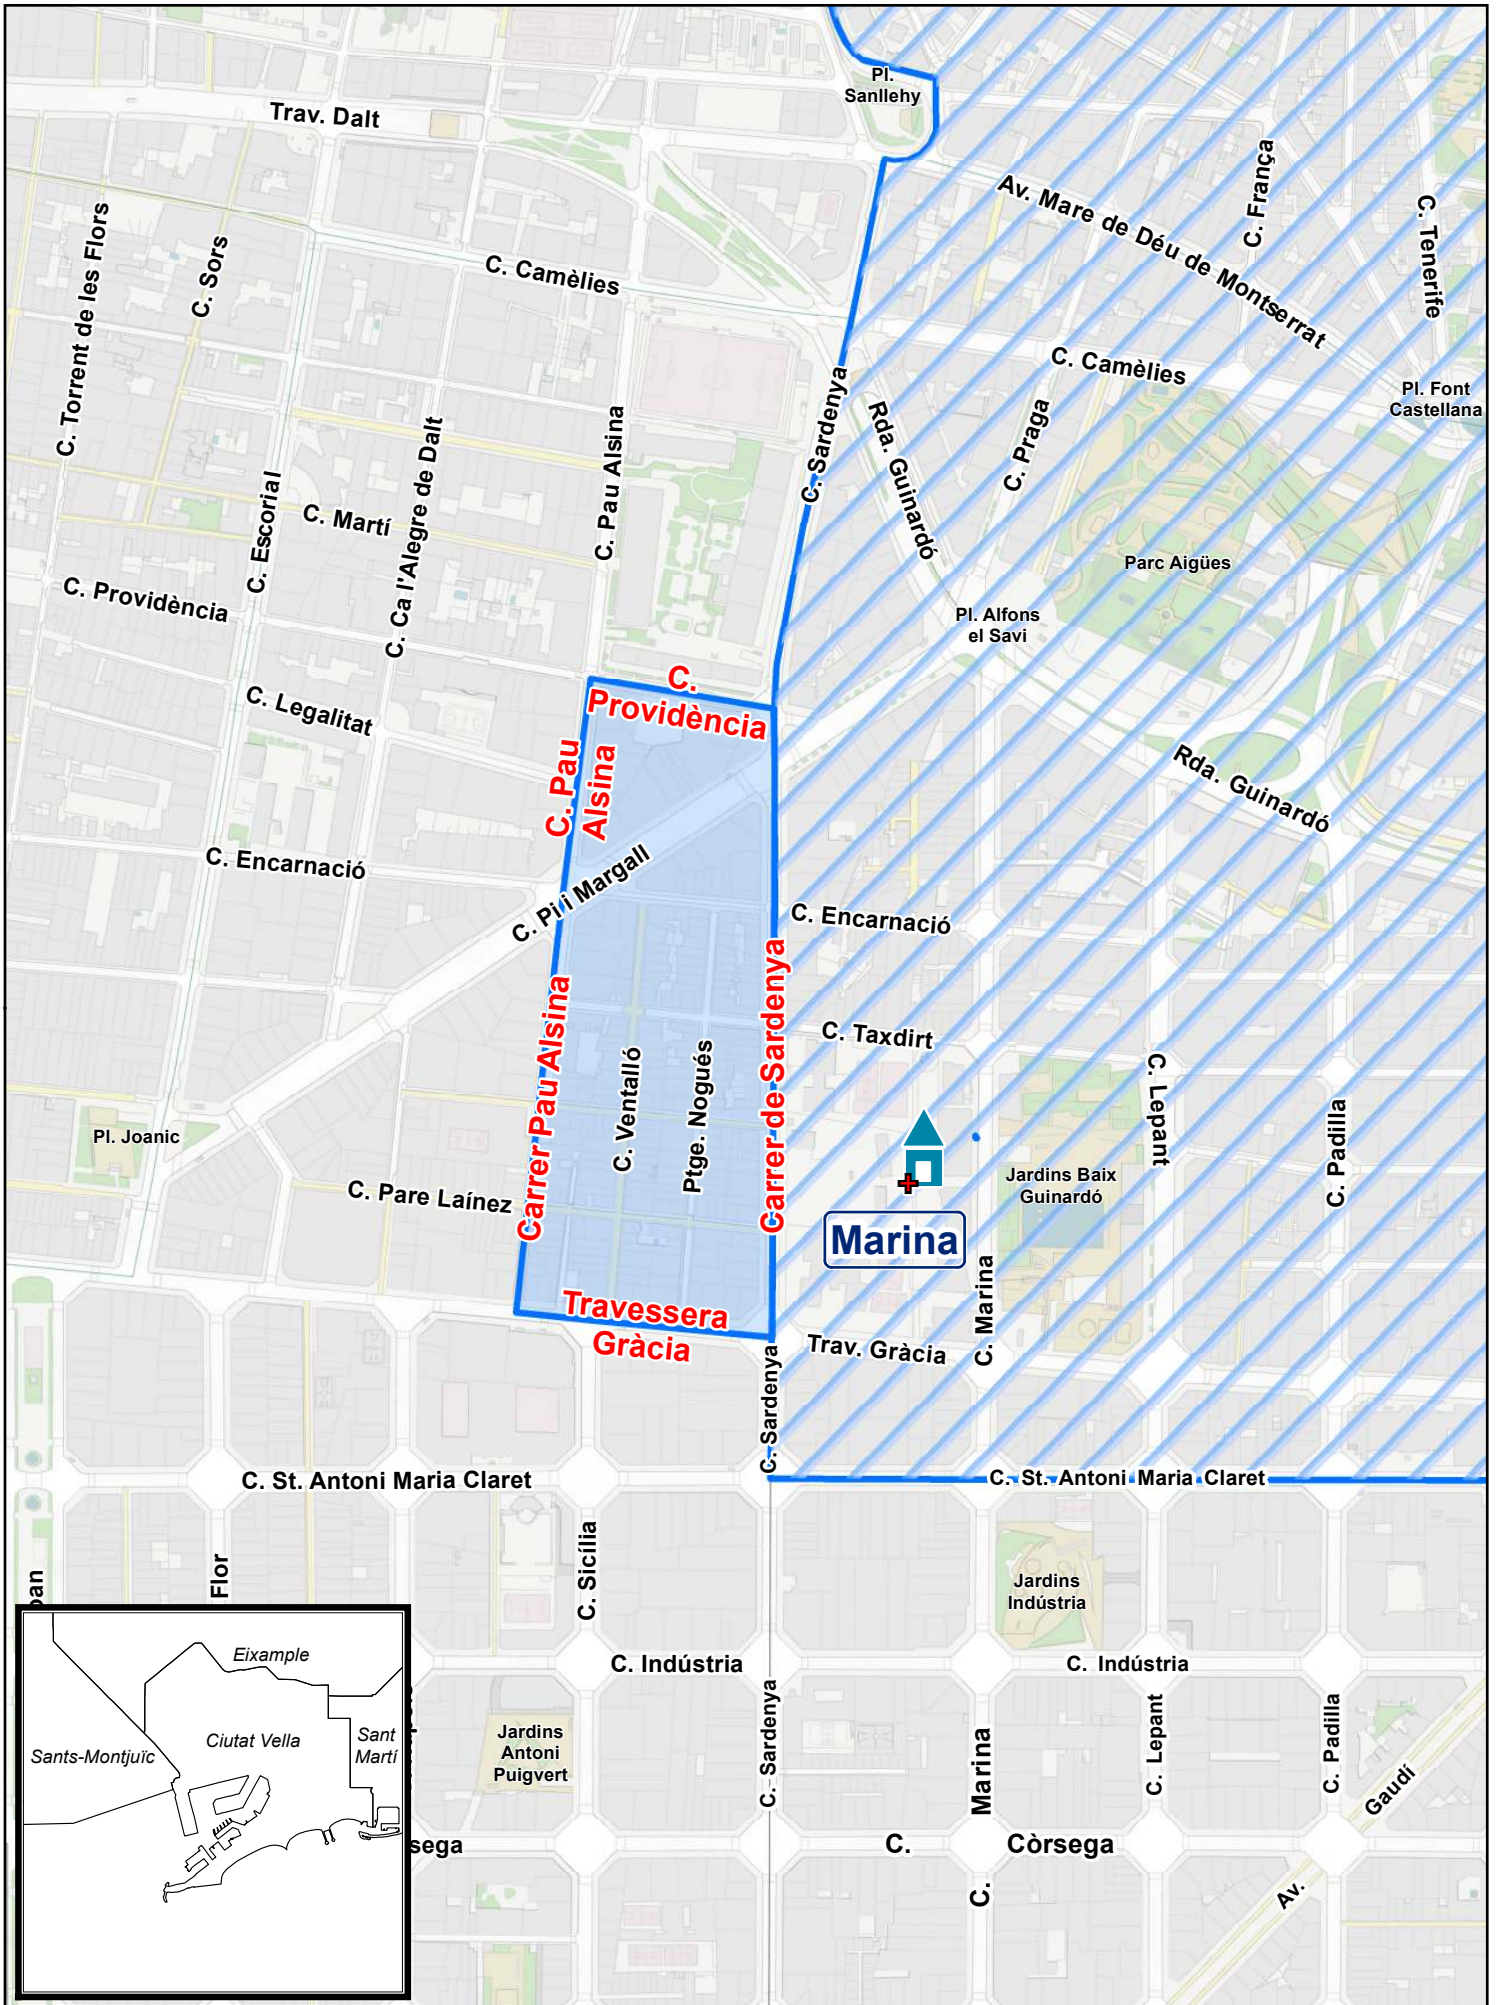 Pl.
Sanllehy
Trav. Dalt
C. França
Av. Mare de Déu de Montserrat
C. Tenerife
C. Torrent de les Flors
C. Sors
C. Camèlies
C. Camèlies
Pl. Font
Castellana
C. Sardenya
Rda. Guinardó
C. Praga
C. Pau Alsina
C. Ca l'Alegre de Dalt
C. Escorial
C. Martí
Parc Aigües
C. Providència
Pl. Alfons
el Savi
C. Legalitat
C.
Providència
C. Pau
Alsina
Rda. Guinardó
C. Encarnació
C. Pi i Margall
C. Encarnació
Carrer Pau Alsina
Carrer de Sardenya
C. Taxdirt
C. Ventalló
Ptge. Nogués
C. Lepant
C. Padilla
Pl. Joanic
Jardins Baix
Guinardó
C. Pare Laínez
Marina
C. Marina
Travessera
Gràcia
Trav. Gràcia
C. Sardenya
C. St. Antoni Maria Claret
C. St. Antoni Maria Claret
C. Sicília
Flor
oan
Jardins
Indústria
C. Indústria
C. Indústria
Eixample
Ciutat Vella
Sant
Martí
Sants-Montjuïc
Jardins
Antoni
Puigvert
C. Sardenya
C. Marina
C. Lepant
C. Padilla
Av. Gaudí
sega
C. Còrsega